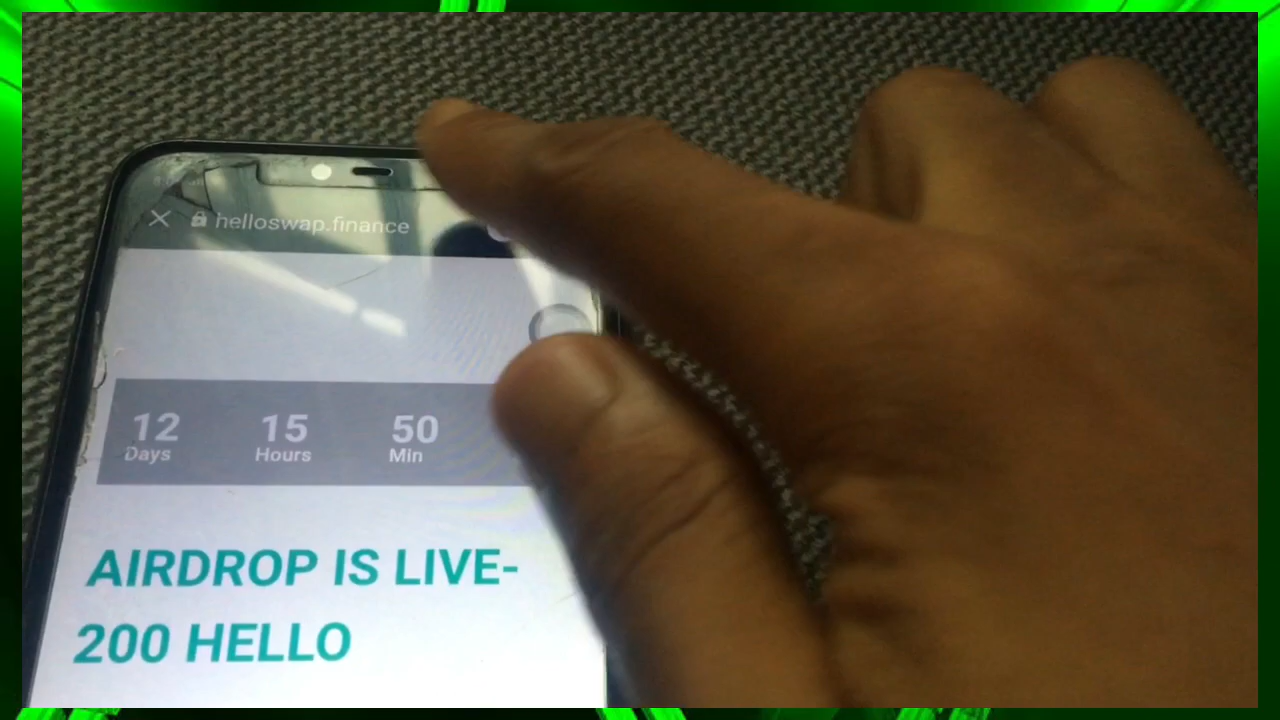 helloswap.finance
12 15 50
Days Hours Min
AIRDROP IS LIVE-
200 HELLO